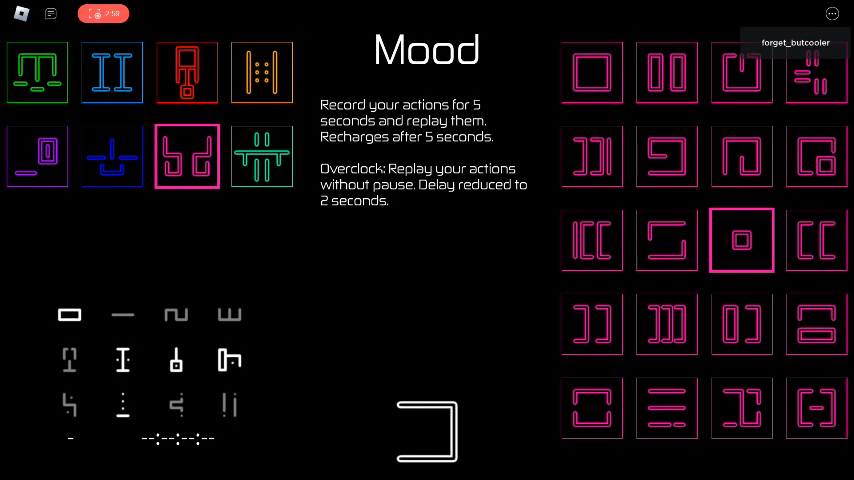 2:50
forget_butcooler
Mood
Record your actions for 5
seconds and replay them.
Recharges after 5 seconds.
Overclock: Replay your actions
without pause. Delay reduced to
2 seconds.
- --:--:--:--